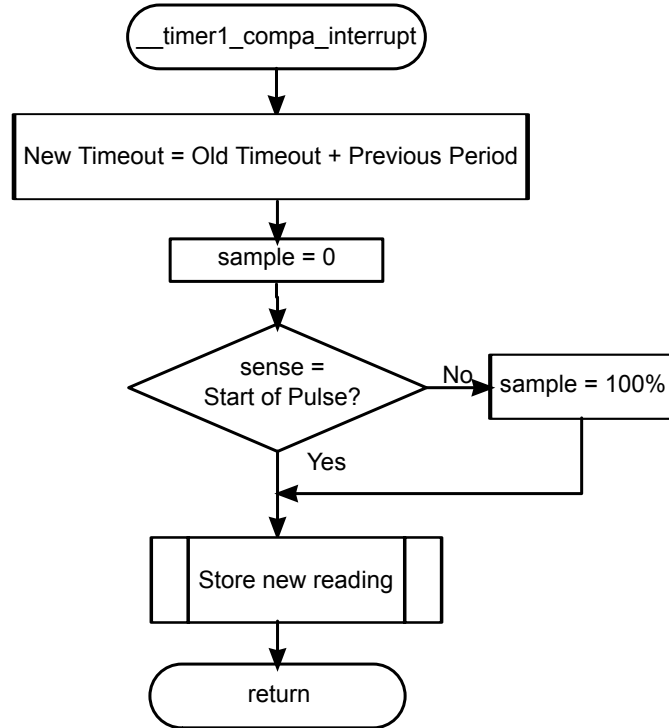 __timer1_compa_interrupt
New Timeout = Old Timeout + Previous Period
sample = 0
sense =
Start of Pulse?
No
sample = 100%
Yes
Store new reading
return